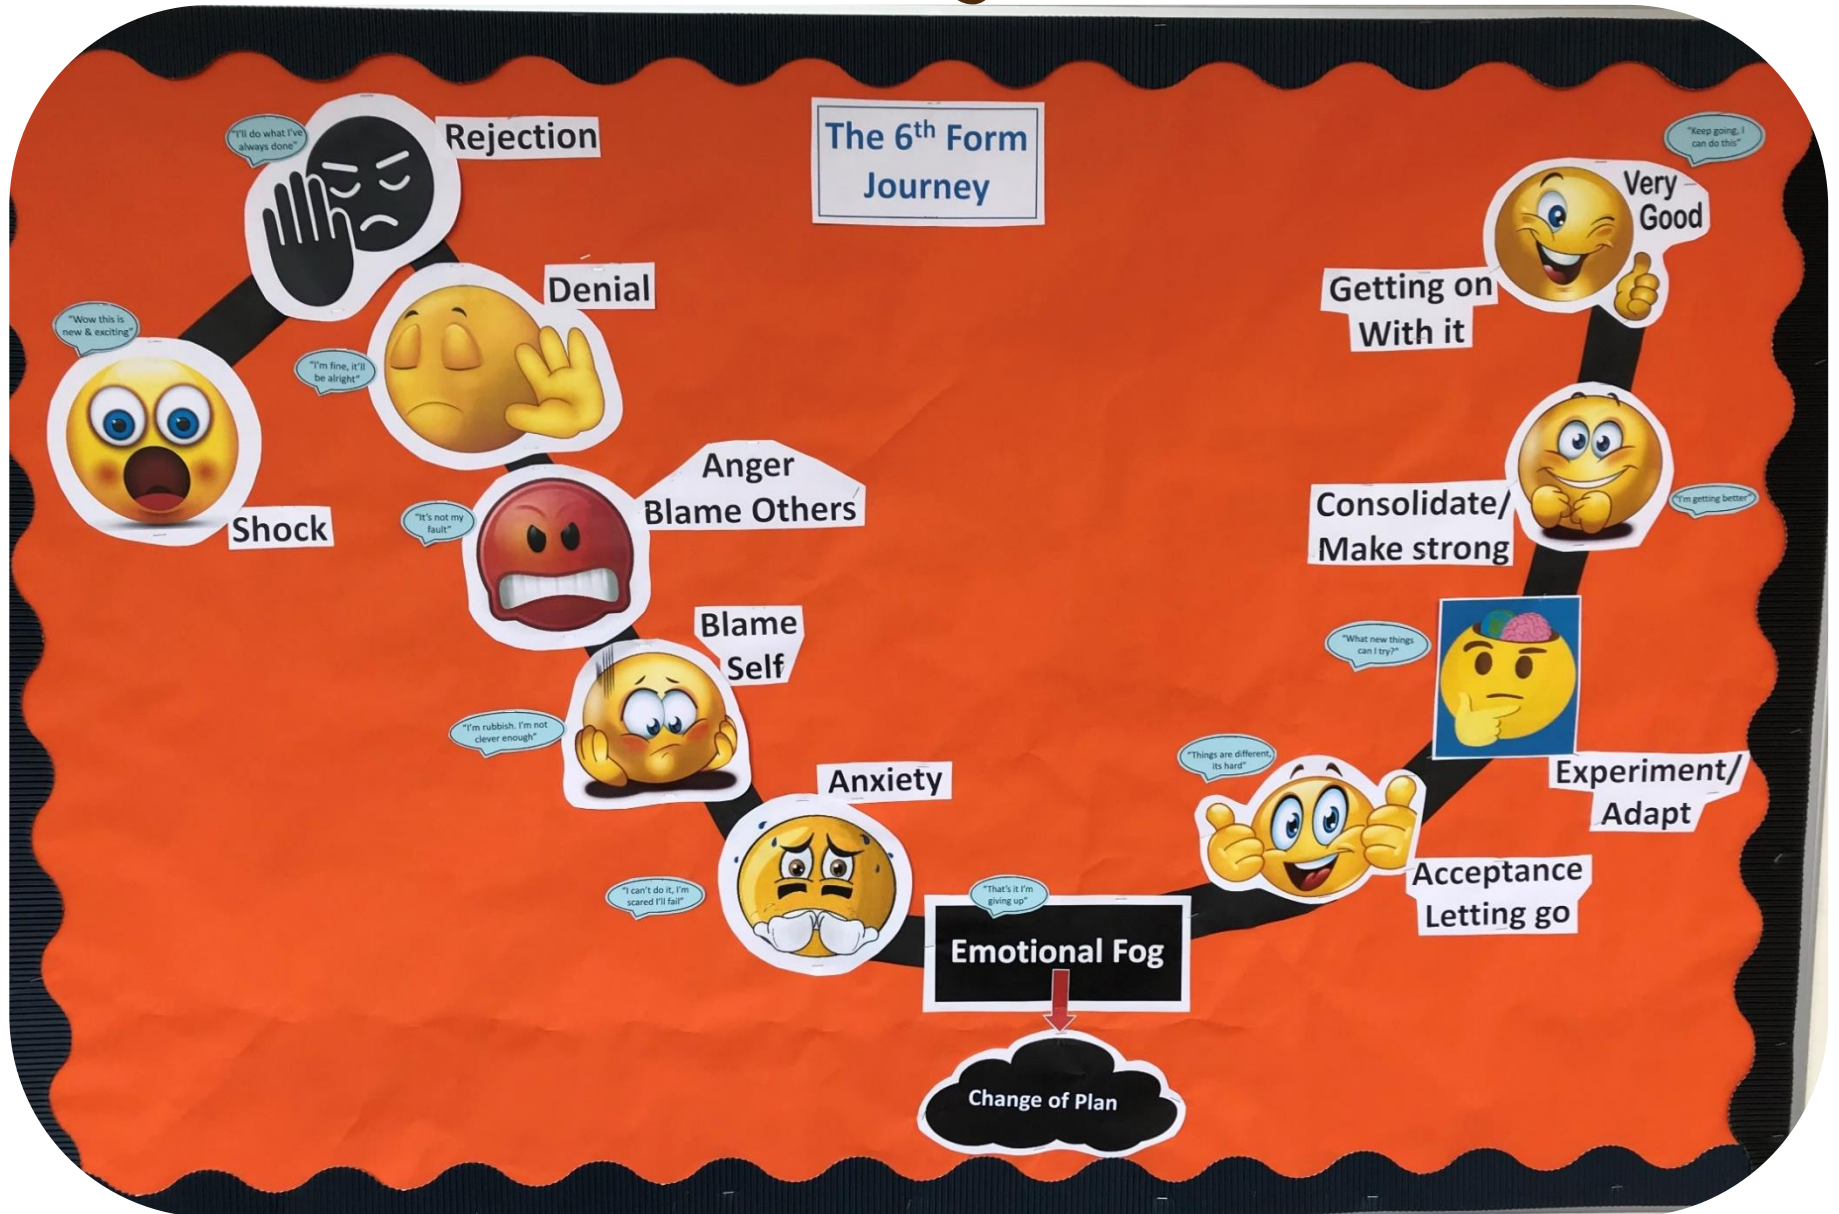 The 6th Form
Journey
"Wow this is
new & exciting"
Shock
"I'll do what I've
always done"
Rejection
"I'm fine, it'll
be alright"
Denial
"It's not my
fault"
Anger
Blame Others
"I'm rubbish. I'm not
clever enough"
Blame
Self
"I can't do it, I'm
scared I'll fail"
Anxiety
"That's it I'm
giving up"
Emotional Fog
Change of Plan
"Things are different,
its hard"
Acceptance
Letting go
"What new things
can I try?"
Experiment/
Adapt
"I'm getting better"
Consolidate/
Make strong
"Keep going, I
can do this"
Very
Good
Getting on
With it